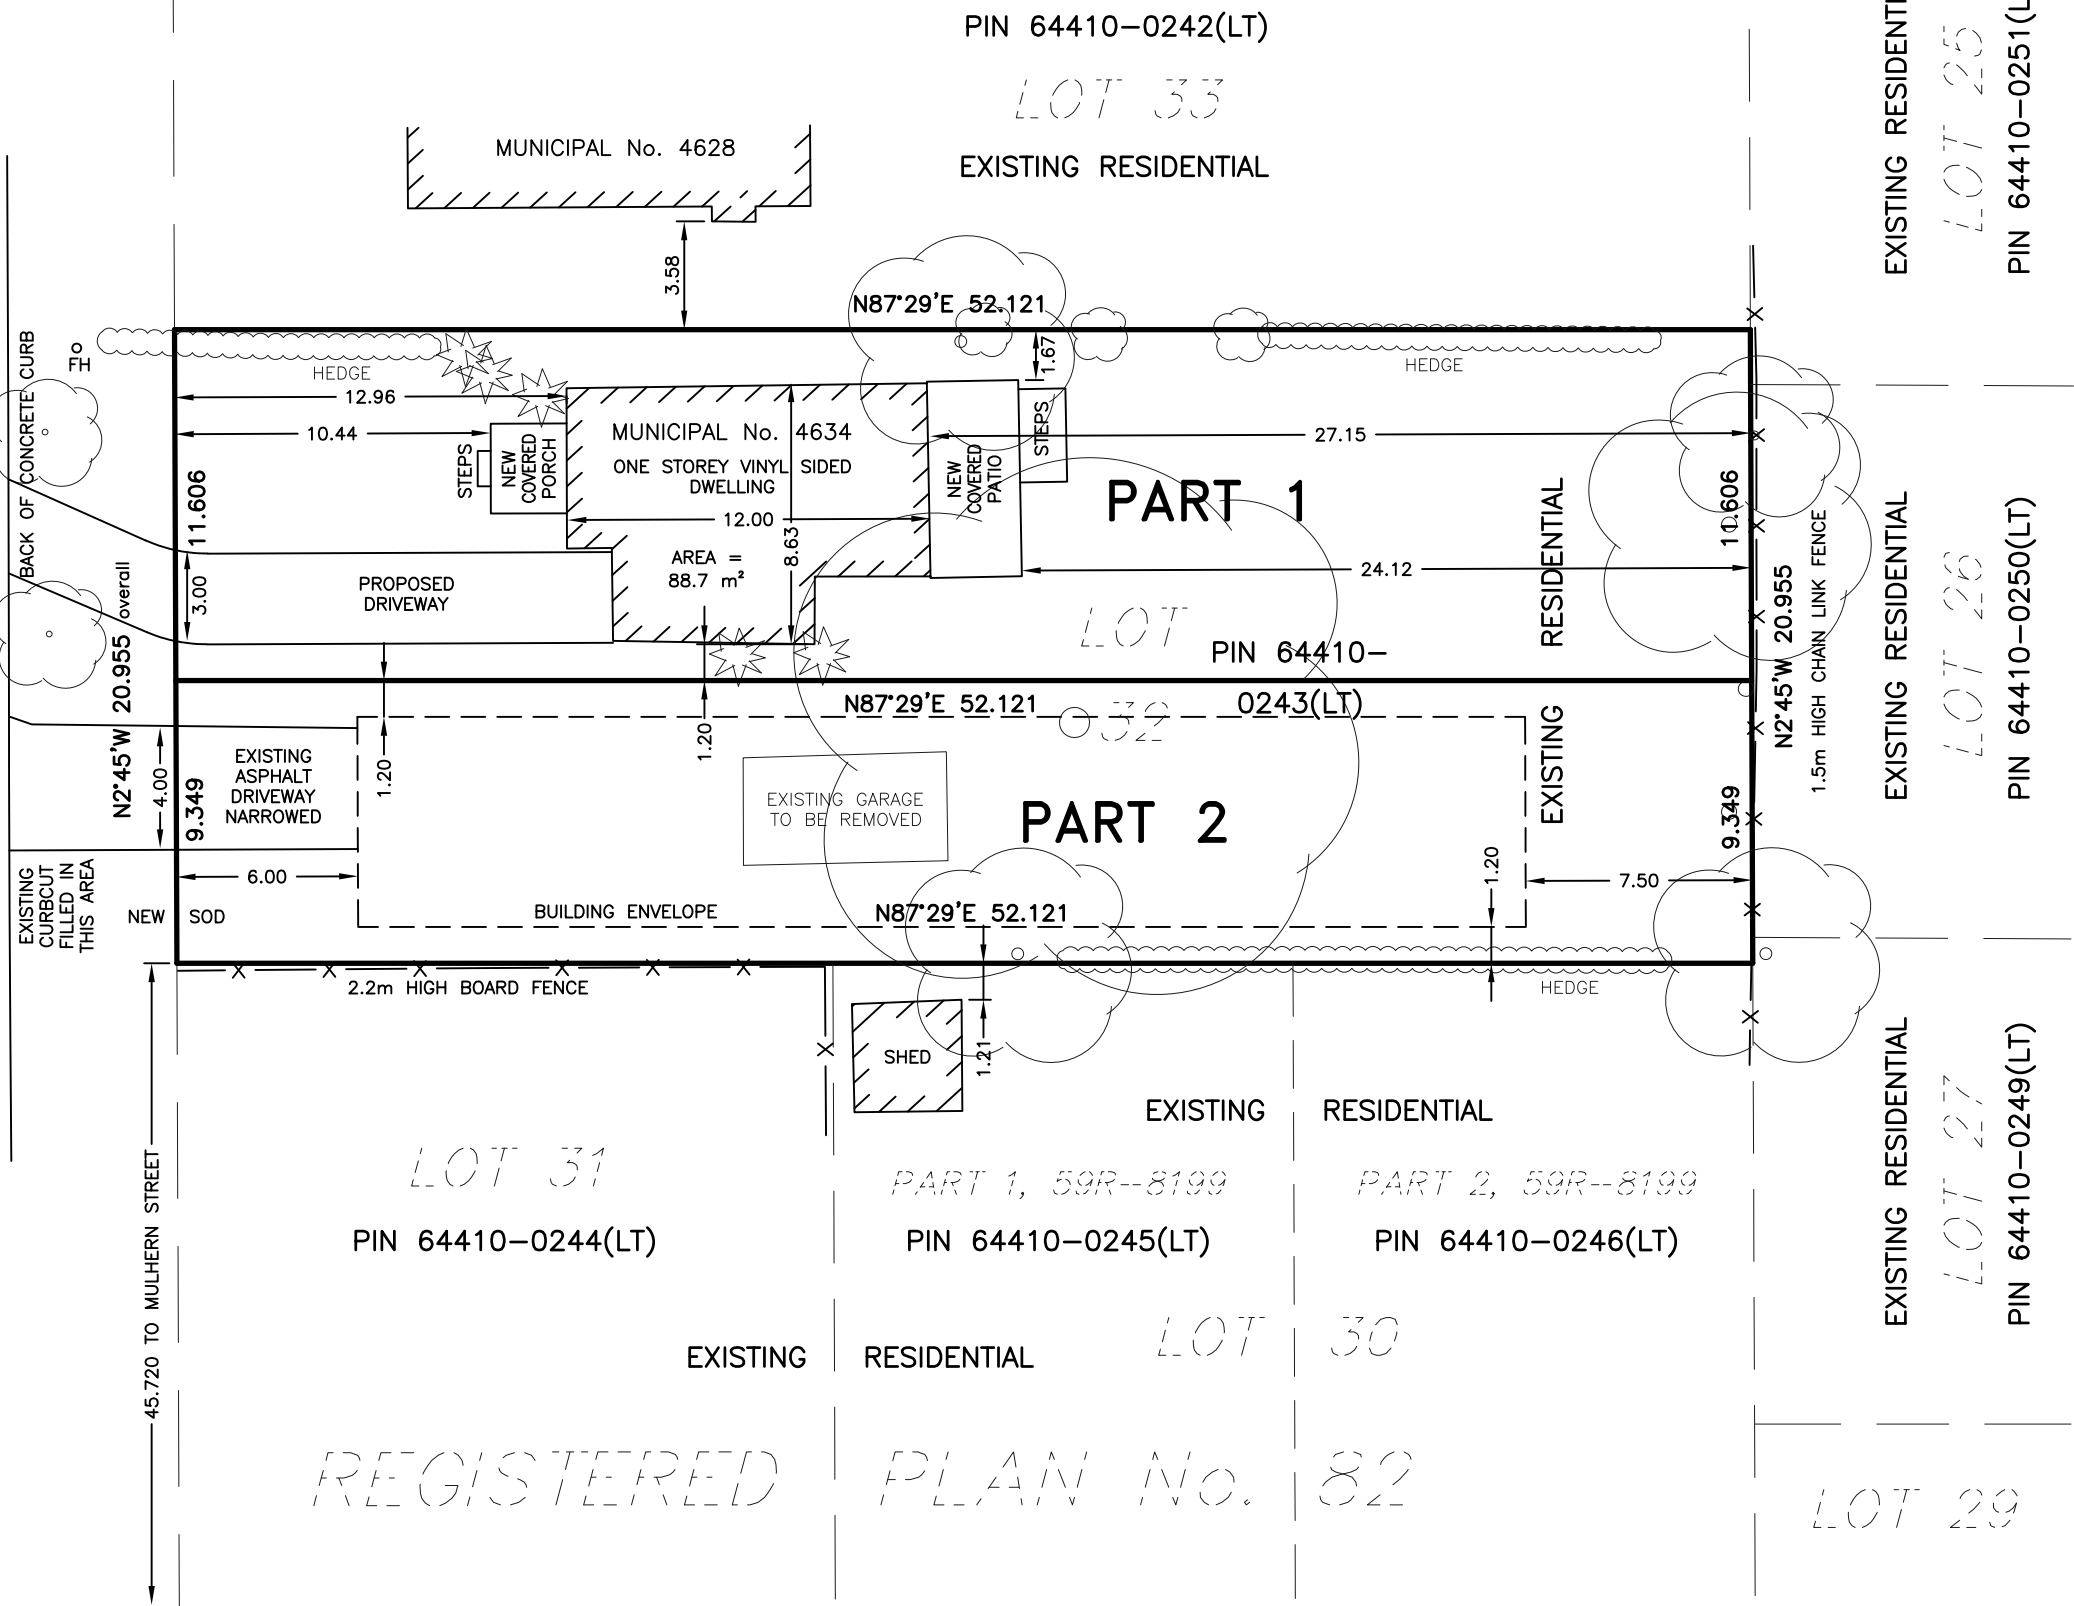 PIN 64410-0242(LT)
LOT 33
EXISTING RESIDENTIAL
MUNICIPAL No. 4628
3.58
LOT 25
PIN 64410-0251(L
N87°29'E 52.121
BACK OF CONCRETE CURB
FH
HEDGE
HEDGE
12.96
10.44
1.67
STEPS
NEW
COVERED
PORCH
MUNICIPAL No. 4634
ONE STOREY VINYL SIDED
DWELLING
12.00
8.63
AREA =
88.7 m²
NEW
COVERED
PATIO
STEPS
27.15
24.12
PART 1
11.606
11.606
3.00
PROPOSED
DRIVEWAY
N2°45'W 20.955 overall
LOT
32
PIN 64410-
0243(LT)
EXISTING RESIDENTIAL
N2°45'W 20.955
1.5m HIGH CHAIN LINK FENCE
EXISTING RESIDENTIAL
LOT 26
PIN 64410-0250(LT)
N87°29'E 52.121
1.20
1.20
4.00
9.349
EXISTING
ASPHALT
DRIVEWAY
NARROWED
EXISTING GARAGE
TO BE REMOVED
PART 2
9.349
1.20
6.00
7.50
EXISTING
CURBCUT
FILLED IN
THIS AREA
NEW SOD
BUILDING ENVELOPE
N87°29'E 52.121
2.2m HIGH BOARD FENCE
HEDGE
SHED
1.21
EXISTING RESIDENTIAL
LOT 31
PART 1, 59R-8199
PART 2, 59R-8199
PIN 64410-0244(LT)
PIN 64410-0245(LT)
PIN 64410-0246(LT)
45.720 TO MULHERN STREET
EXISTING RESIDENTIAL
LOT 27
PIN 64410-0249(LT)
LOT 30
EXISTING RESIDENTIAL
REGISTERED PLAN No. 82
LOT 29